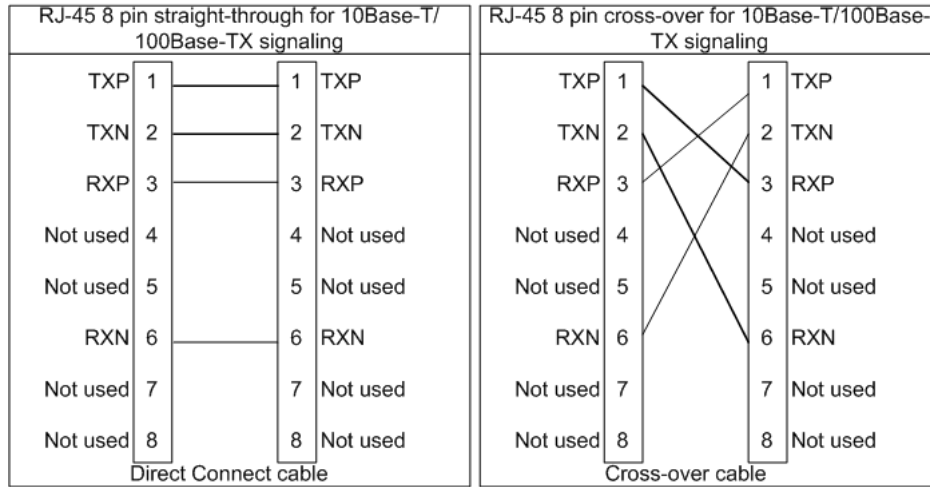 RJ-45 8 pin straight-through for 10Base-T/
100Base-TX signaling
TXP 1 1 TXP
TXN 2 2 TXN
RXP 3 3 RXP
Not used 4 4 Not used
Not used 5 5 Not used
RXN 6 6 RXN
Not used 7 7 Not used
Not used 8 8 Not used
Direct Connect cable
RJ-45 8 pin cross-over for 10Base-T/100Base-
TX signaling
TXP 1 1 TXP
TXN 2 2 TXN
RXP 3 3 RXP
Not used 4 4 Not used
Not used 5 5 Not used
RXN 6 6 RXN
Not used 7 7 Not used
Not used 8 8 Not used
Cross-over cable